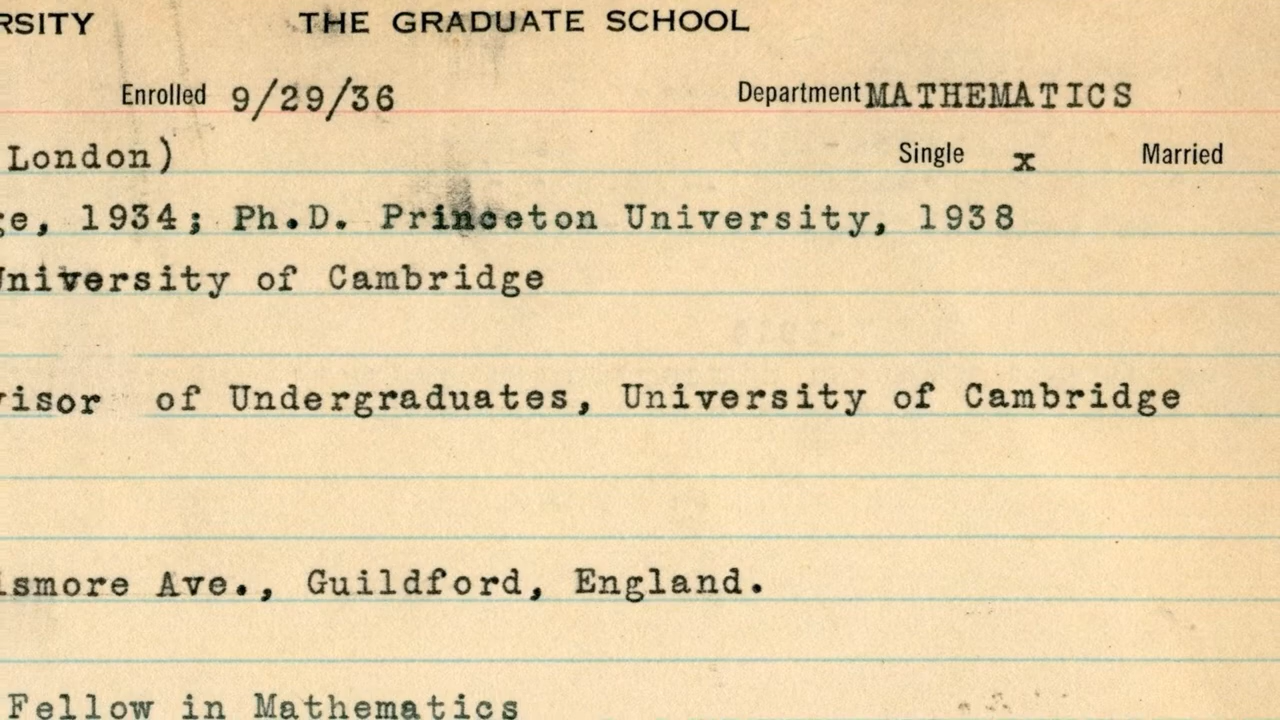 RSITY THE GRADUATE SCHOOL
Enrolled 9/29/36 Department MATHEMATICS
London) Single x Married
ge, 1934; Ph.D. Princeton University, 1938
University of Cambridge
visor of Undergraduates, University of Cambridge
ismore Ave., Guildford, England.
Fellow in Mathematics